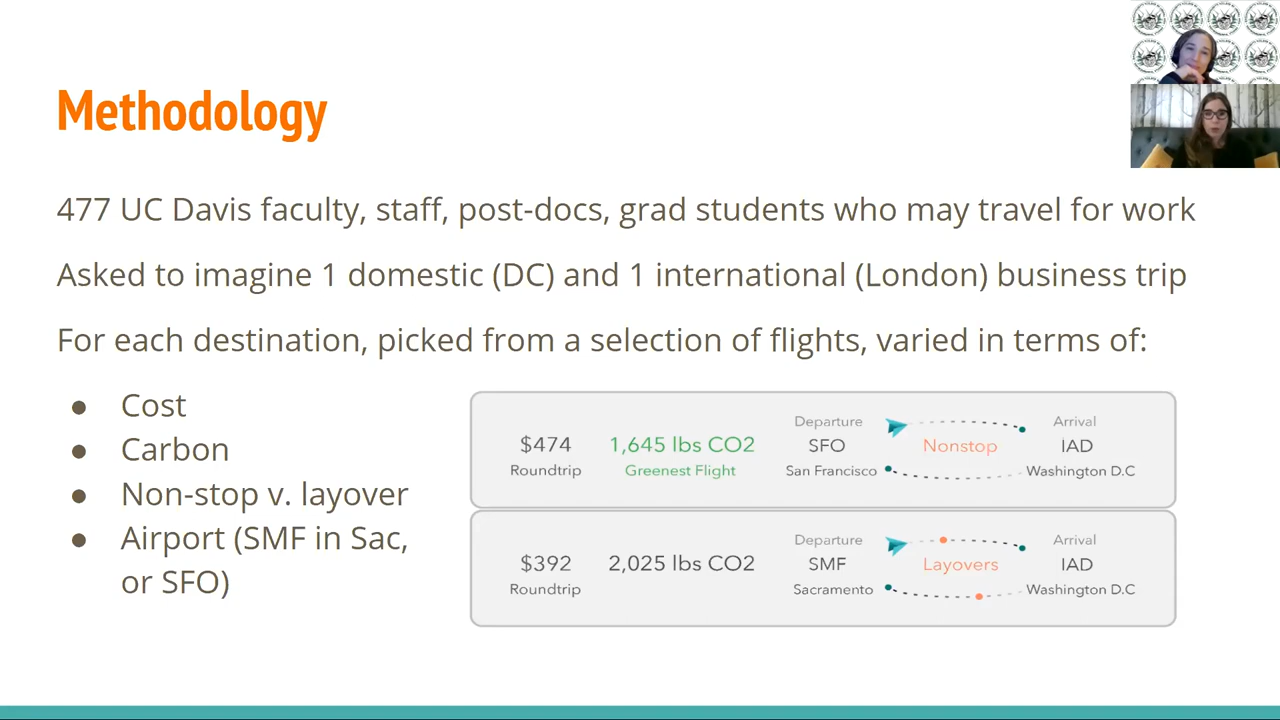 Methodology
477 UC Davis faculty, staff, post-docs, grad students who may travel for work
Asked to imagine 1 domestic (DC) and 1 international (London) business trip
For each destination, picked from a selection of flights, varied in terms of:
● Cost
● Carbon
● Non-stop v. layover
● Airport (SMF in Sac,
or SFO)
$474
Roundtrip
1,645 lbs CO2
Greenest Flight
Departure
SFO
San Francisco
Nonstop
Arrival
IAD
Washington D.C
$392
Roundtrip
2,025 lbs CO2
Departure
SMF
Sacramento
Layovers
Arrival
IAD
Washington D.C